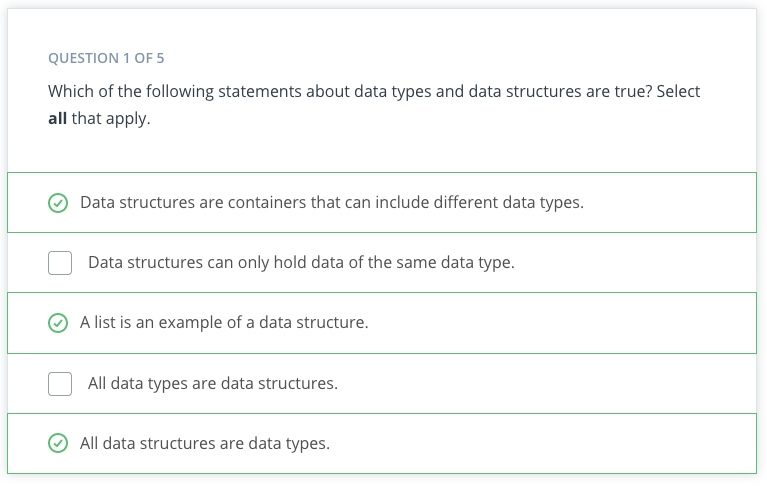 QUESTION 1 OF 5
Which of the following statements about data types and data structures are true? Select
all that apply.
Data structures are containers that can include different data types.
Data structures can only hold data of the same data type.
A list is an example of a data structure.
All data types are data structures.
All data structures are data types.